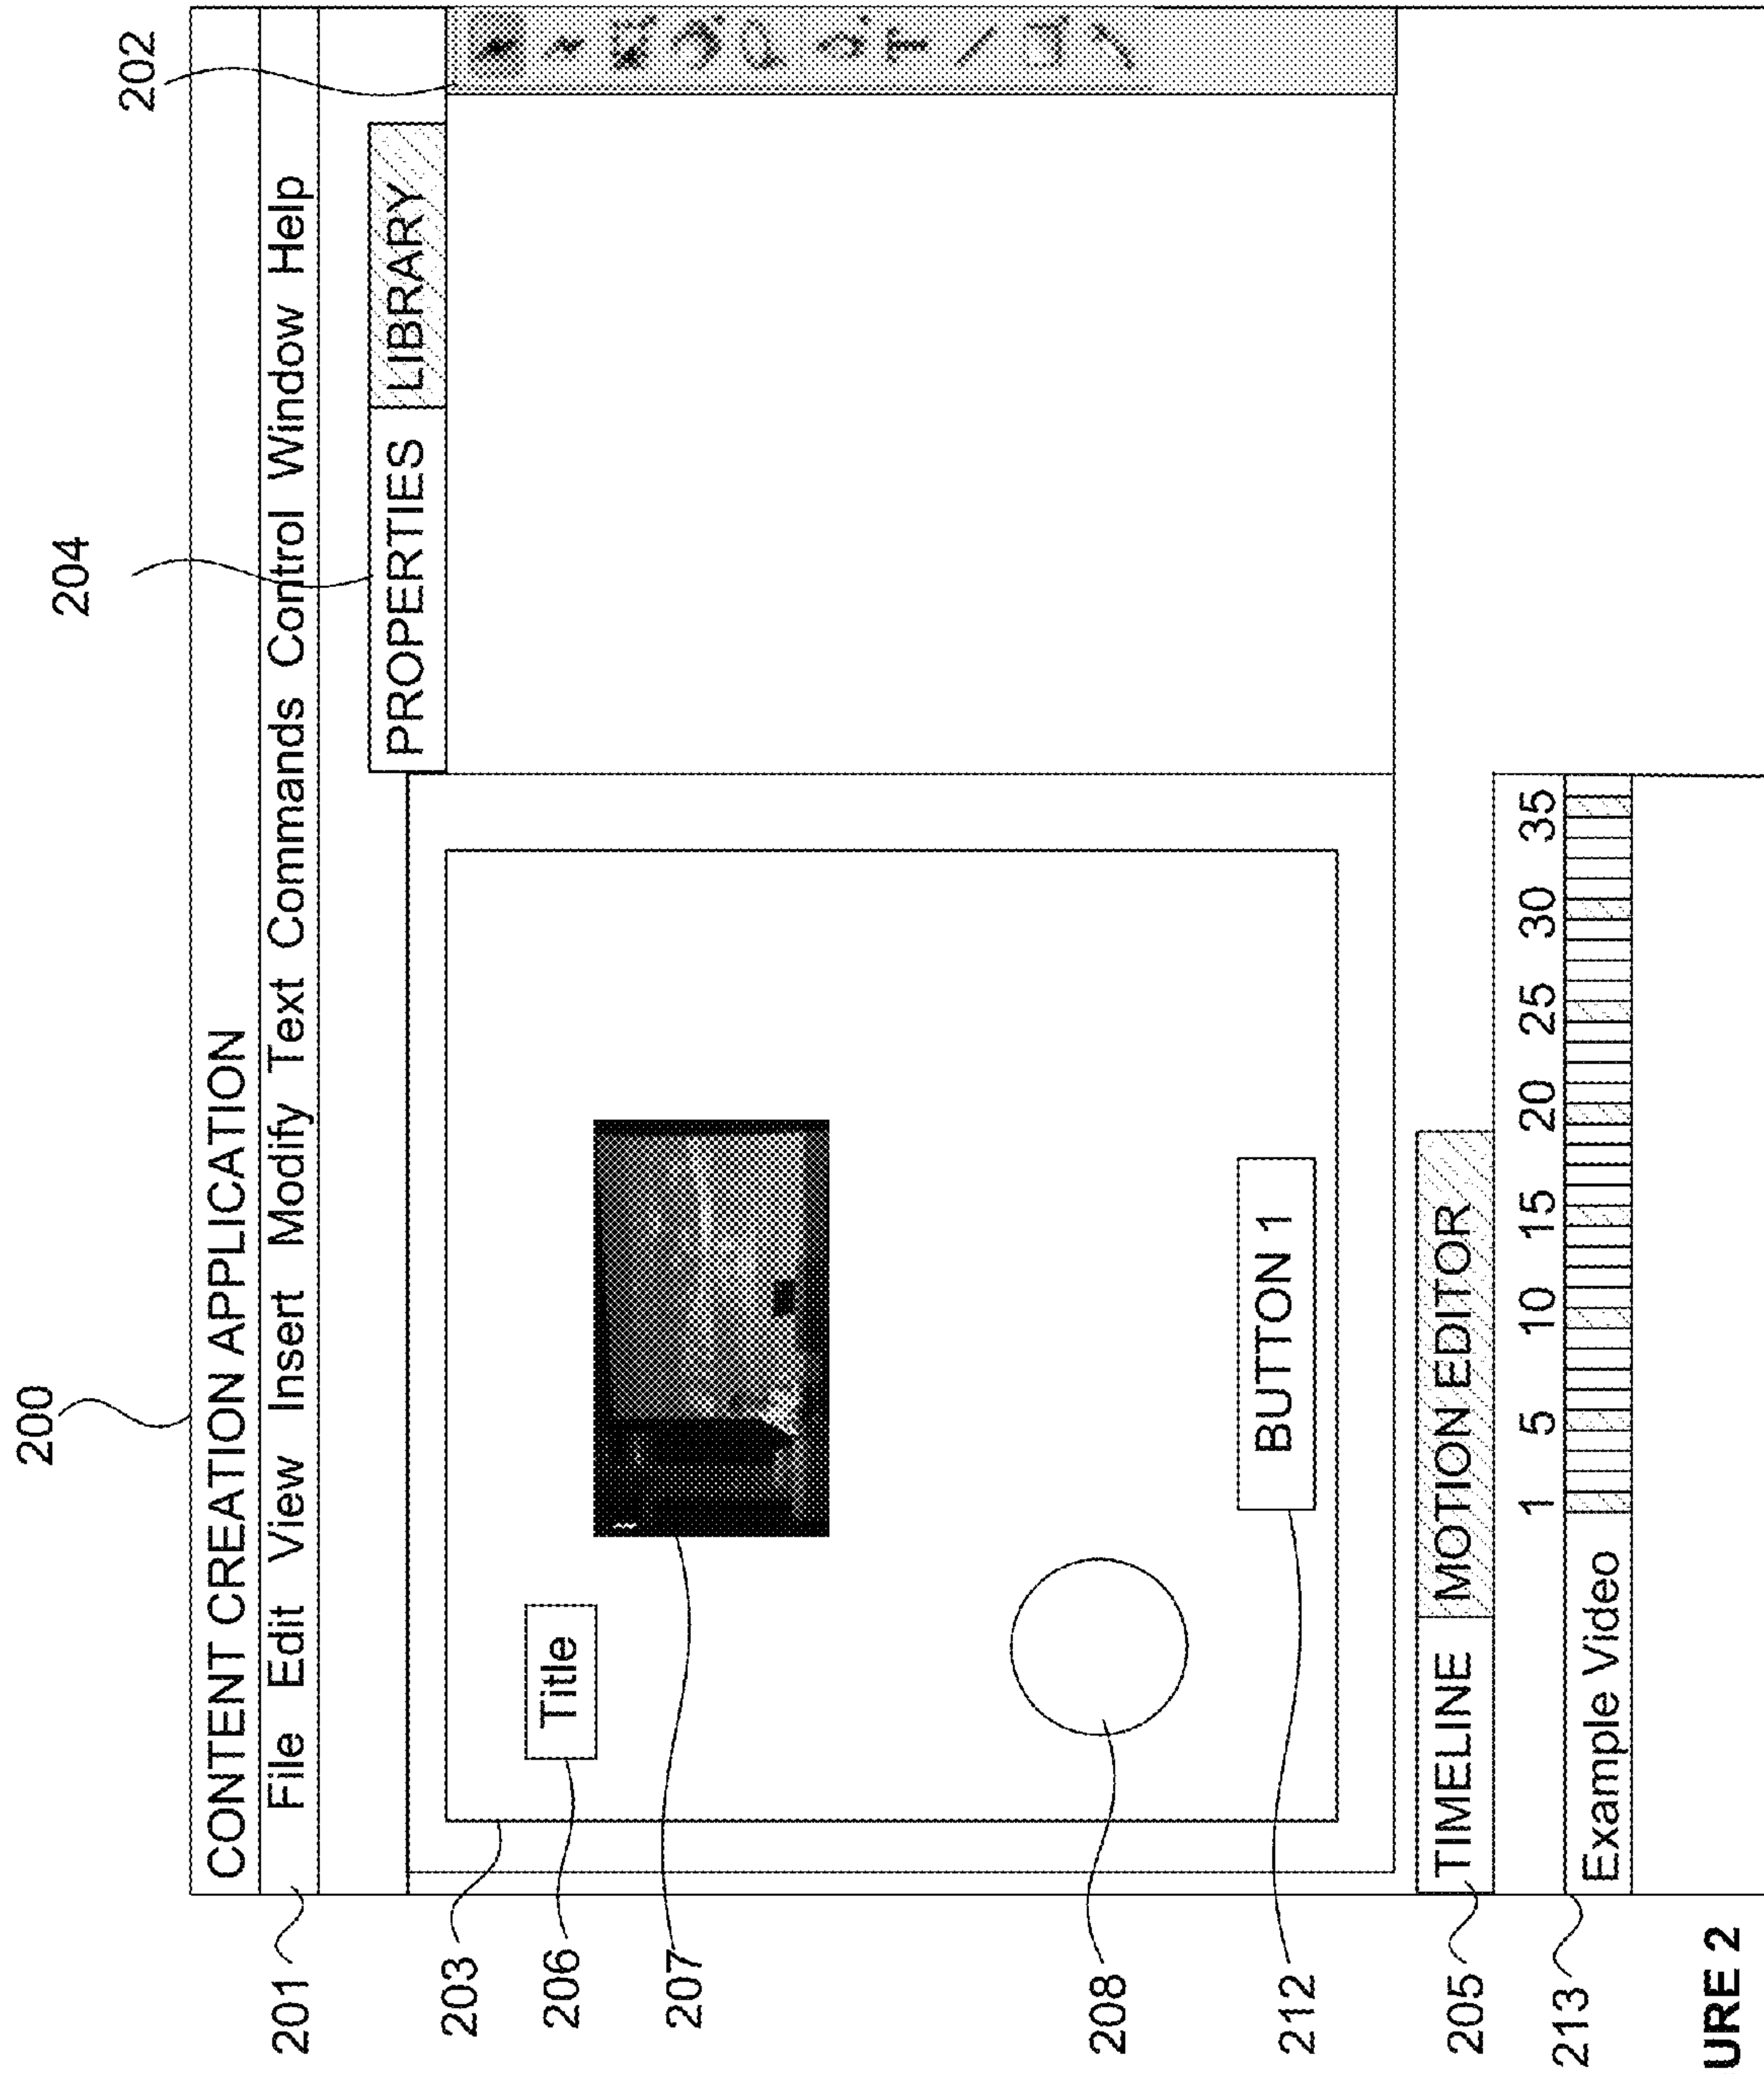 200
204
202
CONTENT CREATION APPLICATION
201
File Edit View Insert Modify Text Commands Control Window Help
PROPERTIES LIBRARY
203
206
Title
207
208
212
BUTTON 1
205
TIMELINE MOTION EDITOR
1 5 10 15 20 25 30 35
213
Example Video
URE 2